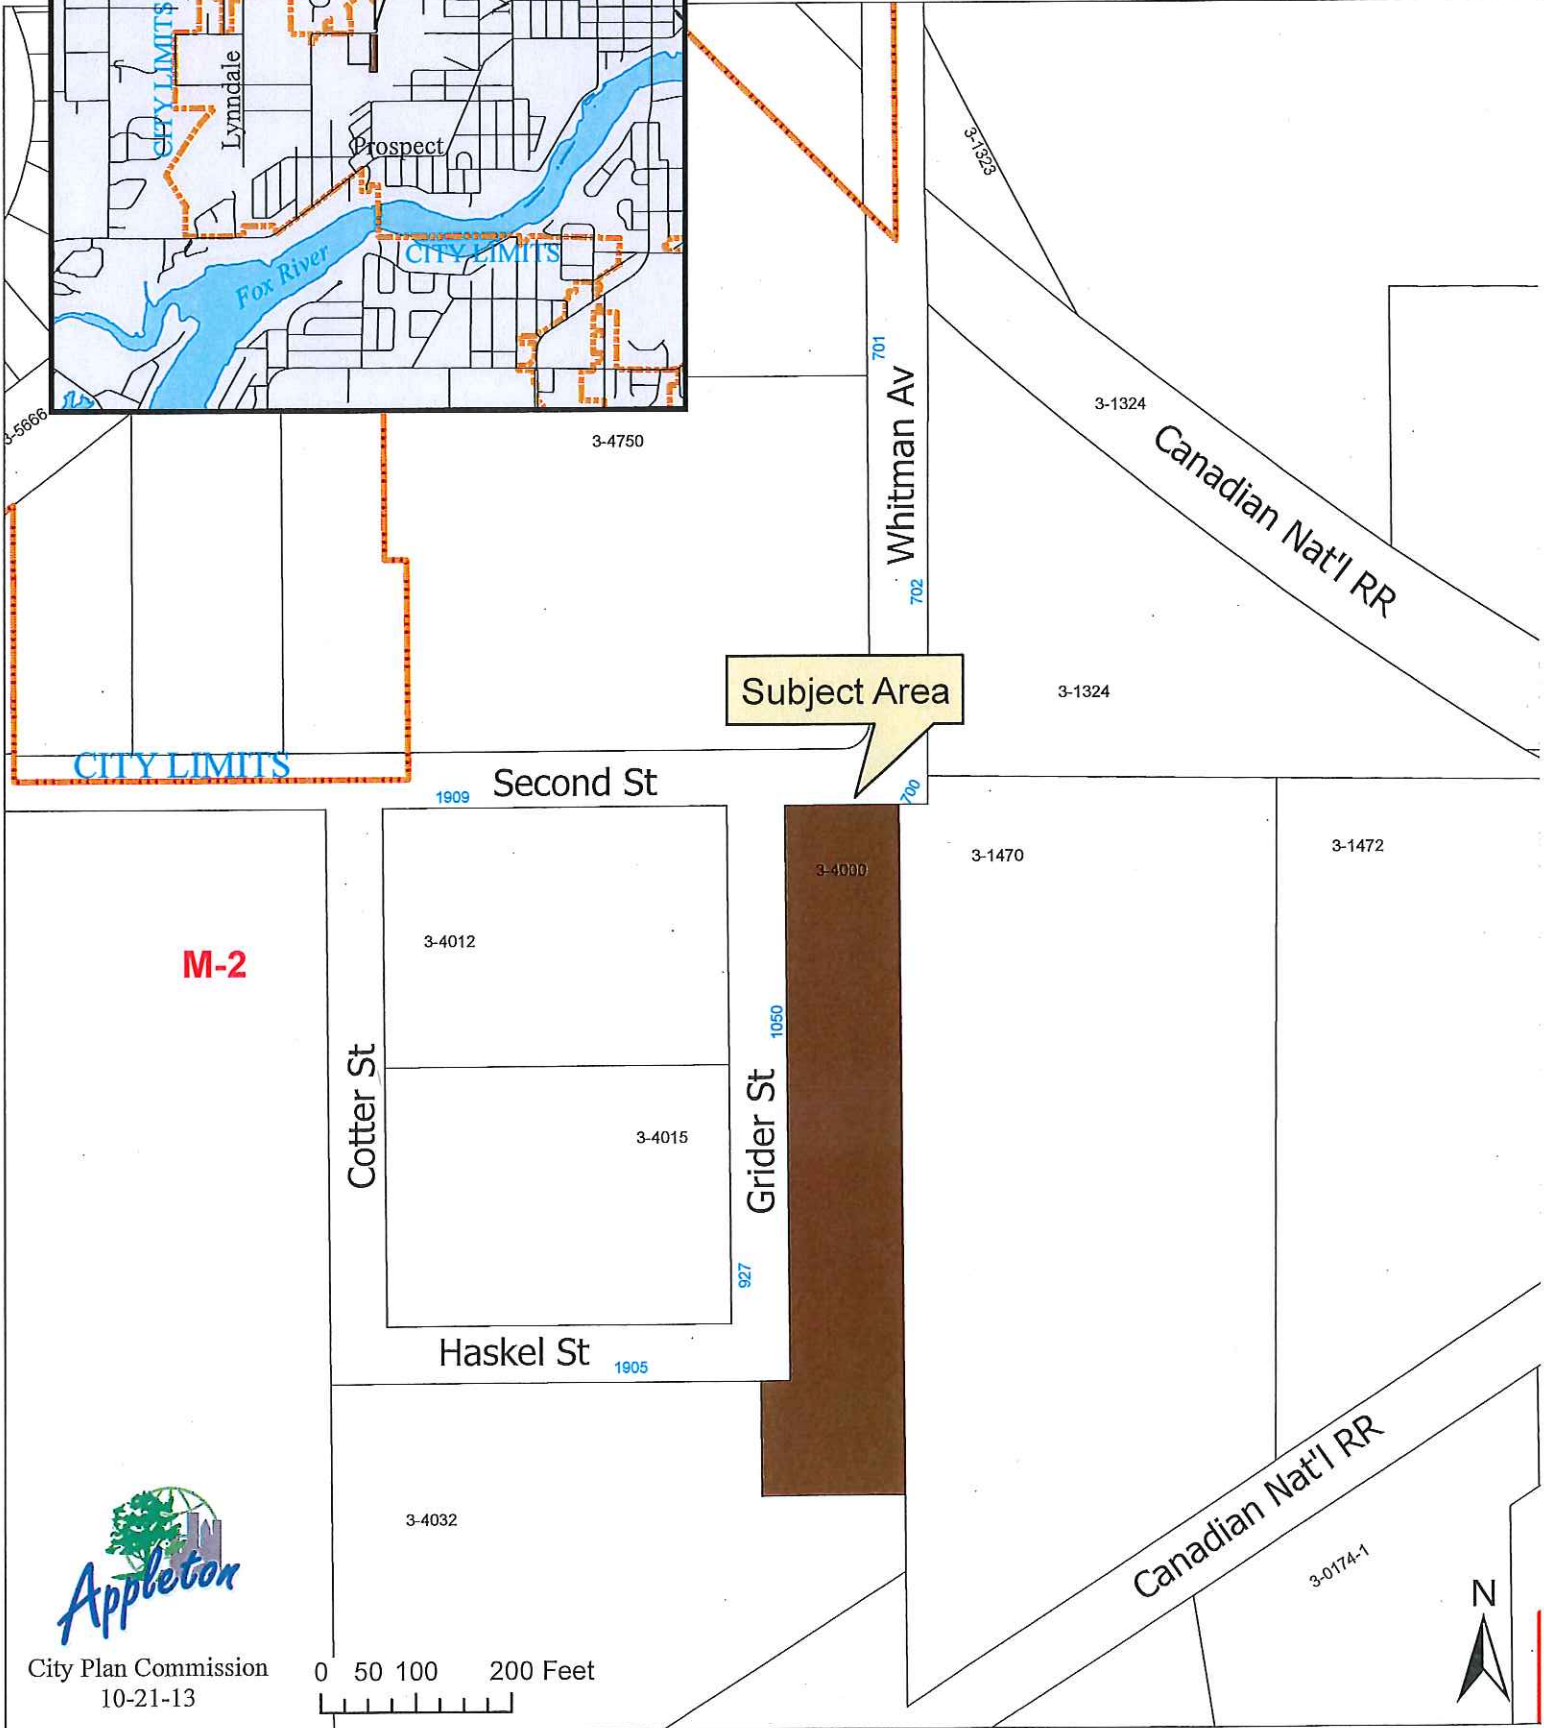 CITY LIMITS
Lynndale
Prospect
CITY LIMITS
Fox River
3-1323
701
Whitman Av
3-1324
Canadian Nat'l RR
3-5666
3-4750
702
Subject Area
3-1324
CITY LIMITS
Second St
1909
700
3-4000
3-1470
3-1472
3-4012
M-2
1050
Cotter St
3-4015
Grider St
927
Haskel St
1905
Canadian Nat'l RR
3-4032
3-0174-1
N
Appleton
City Plan Commission
10-21-13
0 50 100 200 Feet